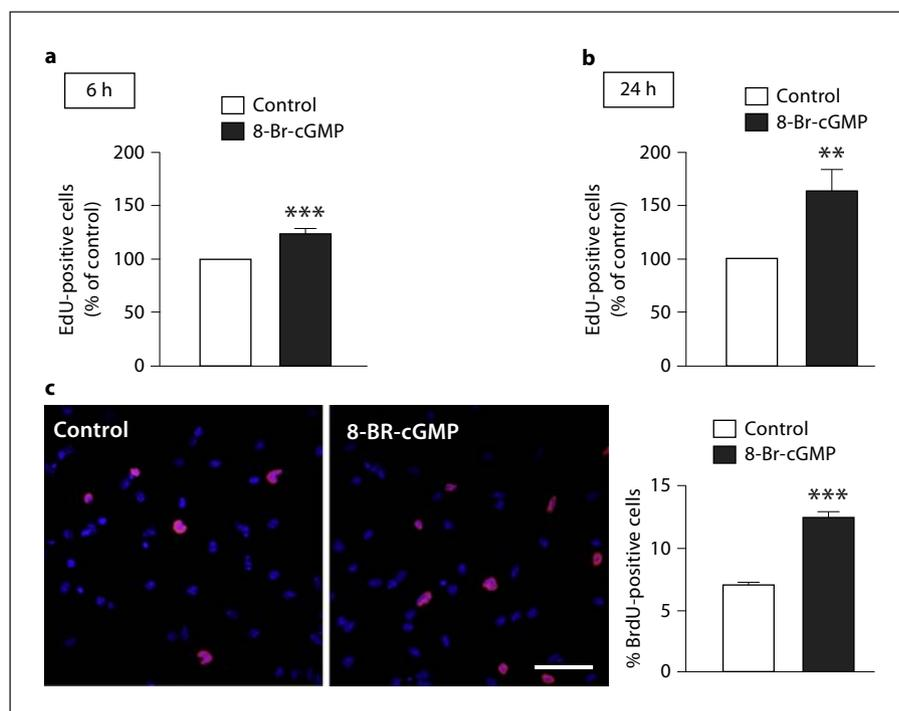 a
6 h
Control
8-Br-cGMP
200
150
100
50
0
EdU-positive cells
(% of control)
***
b
24 h
Control
8-Br-cGMP
200
150
100
50
0
EdU-positive cells
(% of control)
**
c
Control
8-BR-cGMP
Control
8-Br-cGMP
15
10
5
0
% BrdU-positive cells
***